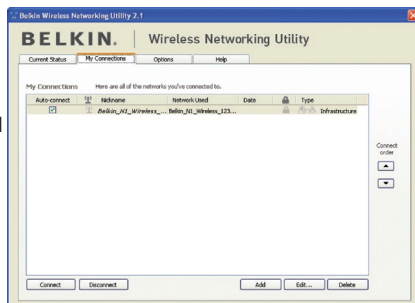 Belkin Wireless Networking Utility 2.1
BELKIN. Wireless Networking Utility
Current Status My Connections Options Help
My Connections Here are all of the networks you've connected to.
Auto-connect Nickname Network Used Date Type
Belkin_N1_Wireless_... Belkin_N1_Wireless_123... Infrastructure
Connect
order
Connect Disconnect Add Edit... Delete